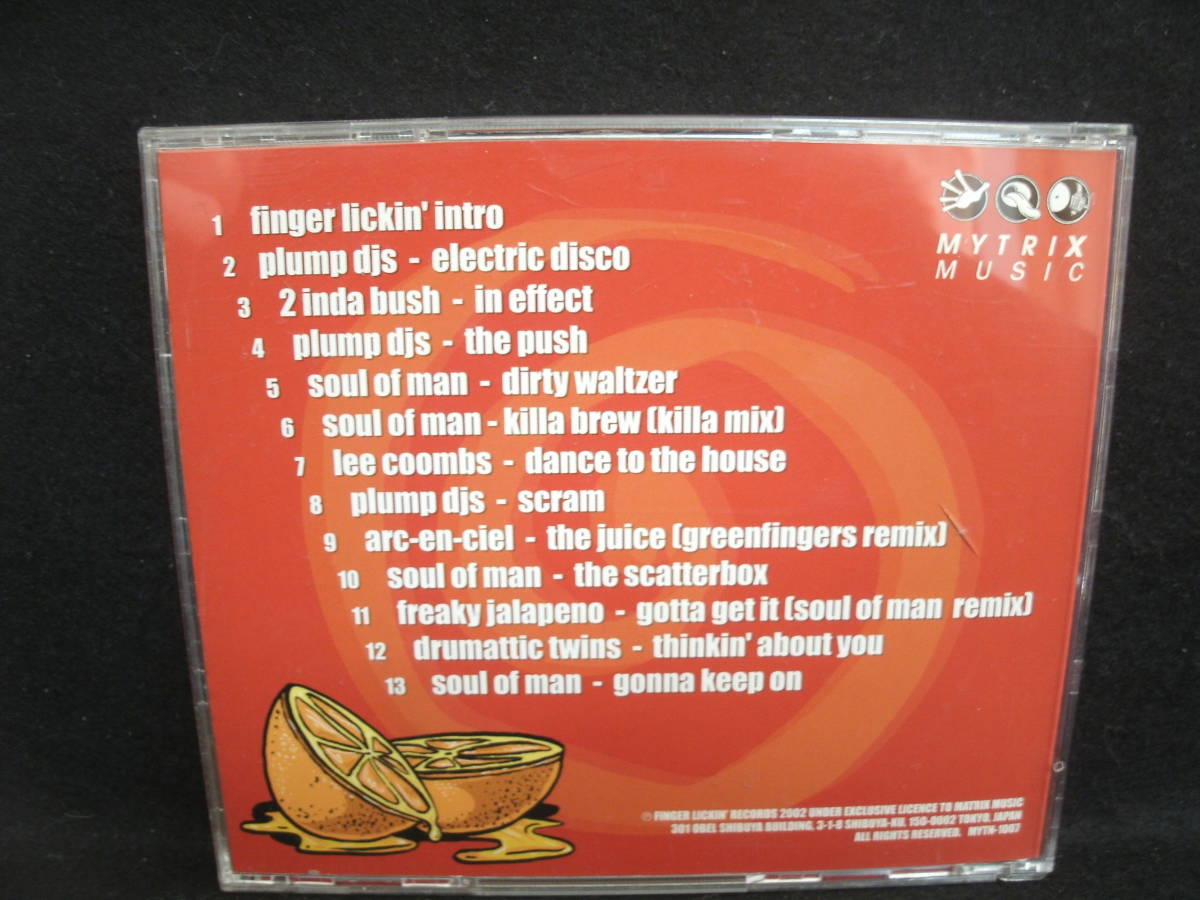 1 finger lickin' intro
2 plump djs - electric disco
3 2 inda bush - in effect
4 plump djs - the push
5 soul of man - dirty waltzer
6 soul of man - killa brew (killa mix)
7 lee coombs - dance to the house
8 plump djs - scram
9 arc-en-ciel - the juice (greenfingers remix)
10 soul of man - the scatterbox
11 freaky jalapeno - gotta get it (soul of man remix)
12 drumattic twins - thinkin' about you
13 soul of man - gonna keep on
MYTRIX
MUSIC
℗ FINGER LICKIN' RECORDS 2002 UNDER EXCLUSIVE LICENCE TO MATRIX MUSIC
301 OBEL SHIBUYA BUILDING, 3-1-8 SHIBUYA-KU, 150-0002 TOKYO, JAPAN
ALL RIGHTS RESERVED. MYTH-1007